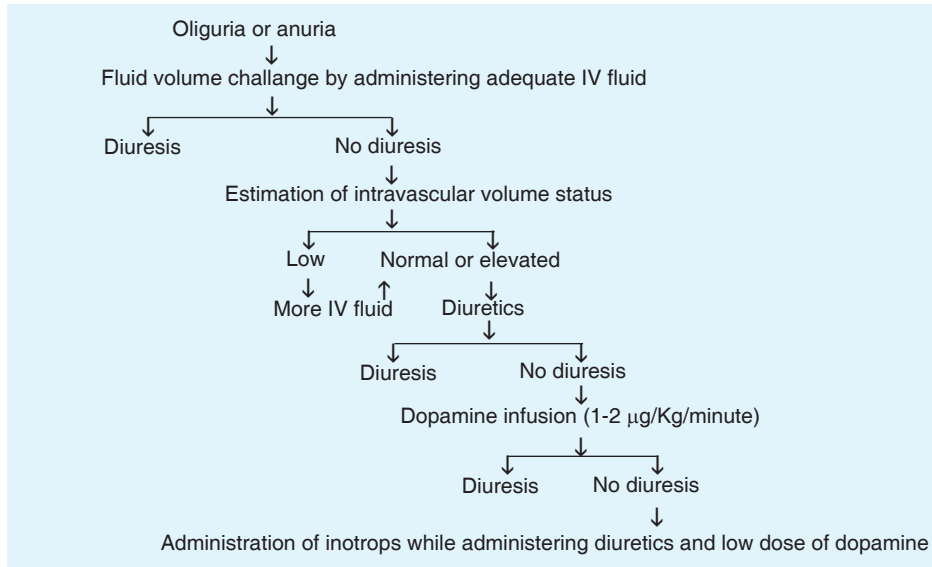 Oliguria or anuria
Fluid volume challange by administering adequate IV fluid
Diuresis No diuresis
Estimation of intravascular volume status
Low Normal or elevated
More IV fluid Diuretics
Diuresis No diuresis
Dopamine infusion (1-2 μg/Kg/minute)
Diuresis No diuresis
Administration of inotrops while administering diuretics and low dose of dopamine